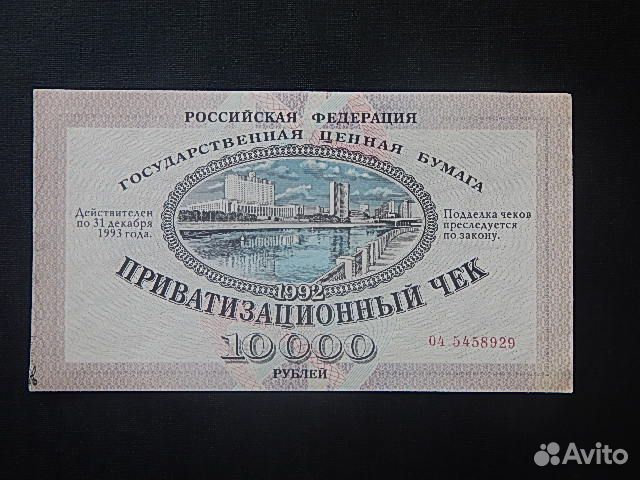 РОССИЙСКАЯ ФЕДЕРАЦИЯ
ГОСУДАРСТВЕННАЯ ЦЕННАЯ БУМАГА
Действителен
по 31 декабря
1993 года.
Подделка чеков
преследуется
по закону.
1992
ПРИВАТИЗАЦИОННЫЙ ЧЕК
10000
РУБЛЕЙ
04 5458929
Avito